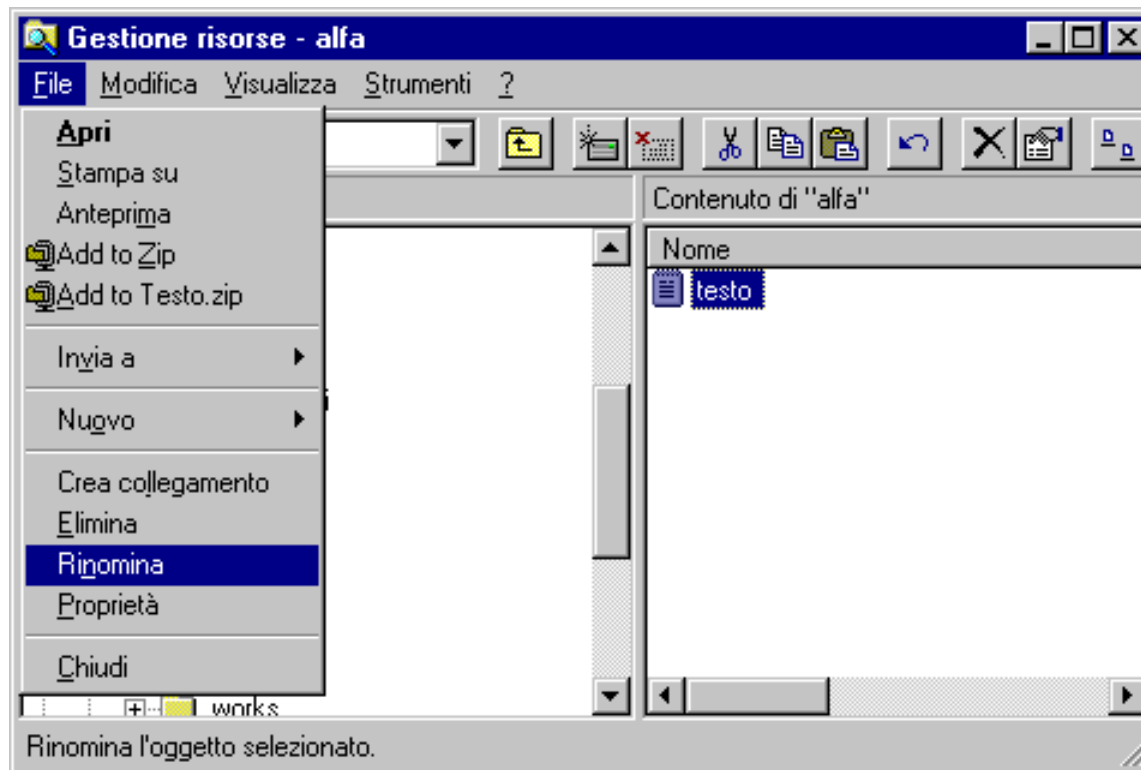 Gestione risorse - alfa
File Modifica Visualizza Strumenti ?
Apri
Stampa su
Anteprima
Add to Zip
Add to Testo.zip
Invia a
Nuovo
Crea collegamento
Elimina
Rinomina
Proprietà
Chiudi
works
Contenuto di "alfa"
Nome
testo
Rinomina l'oggetto selezionato.